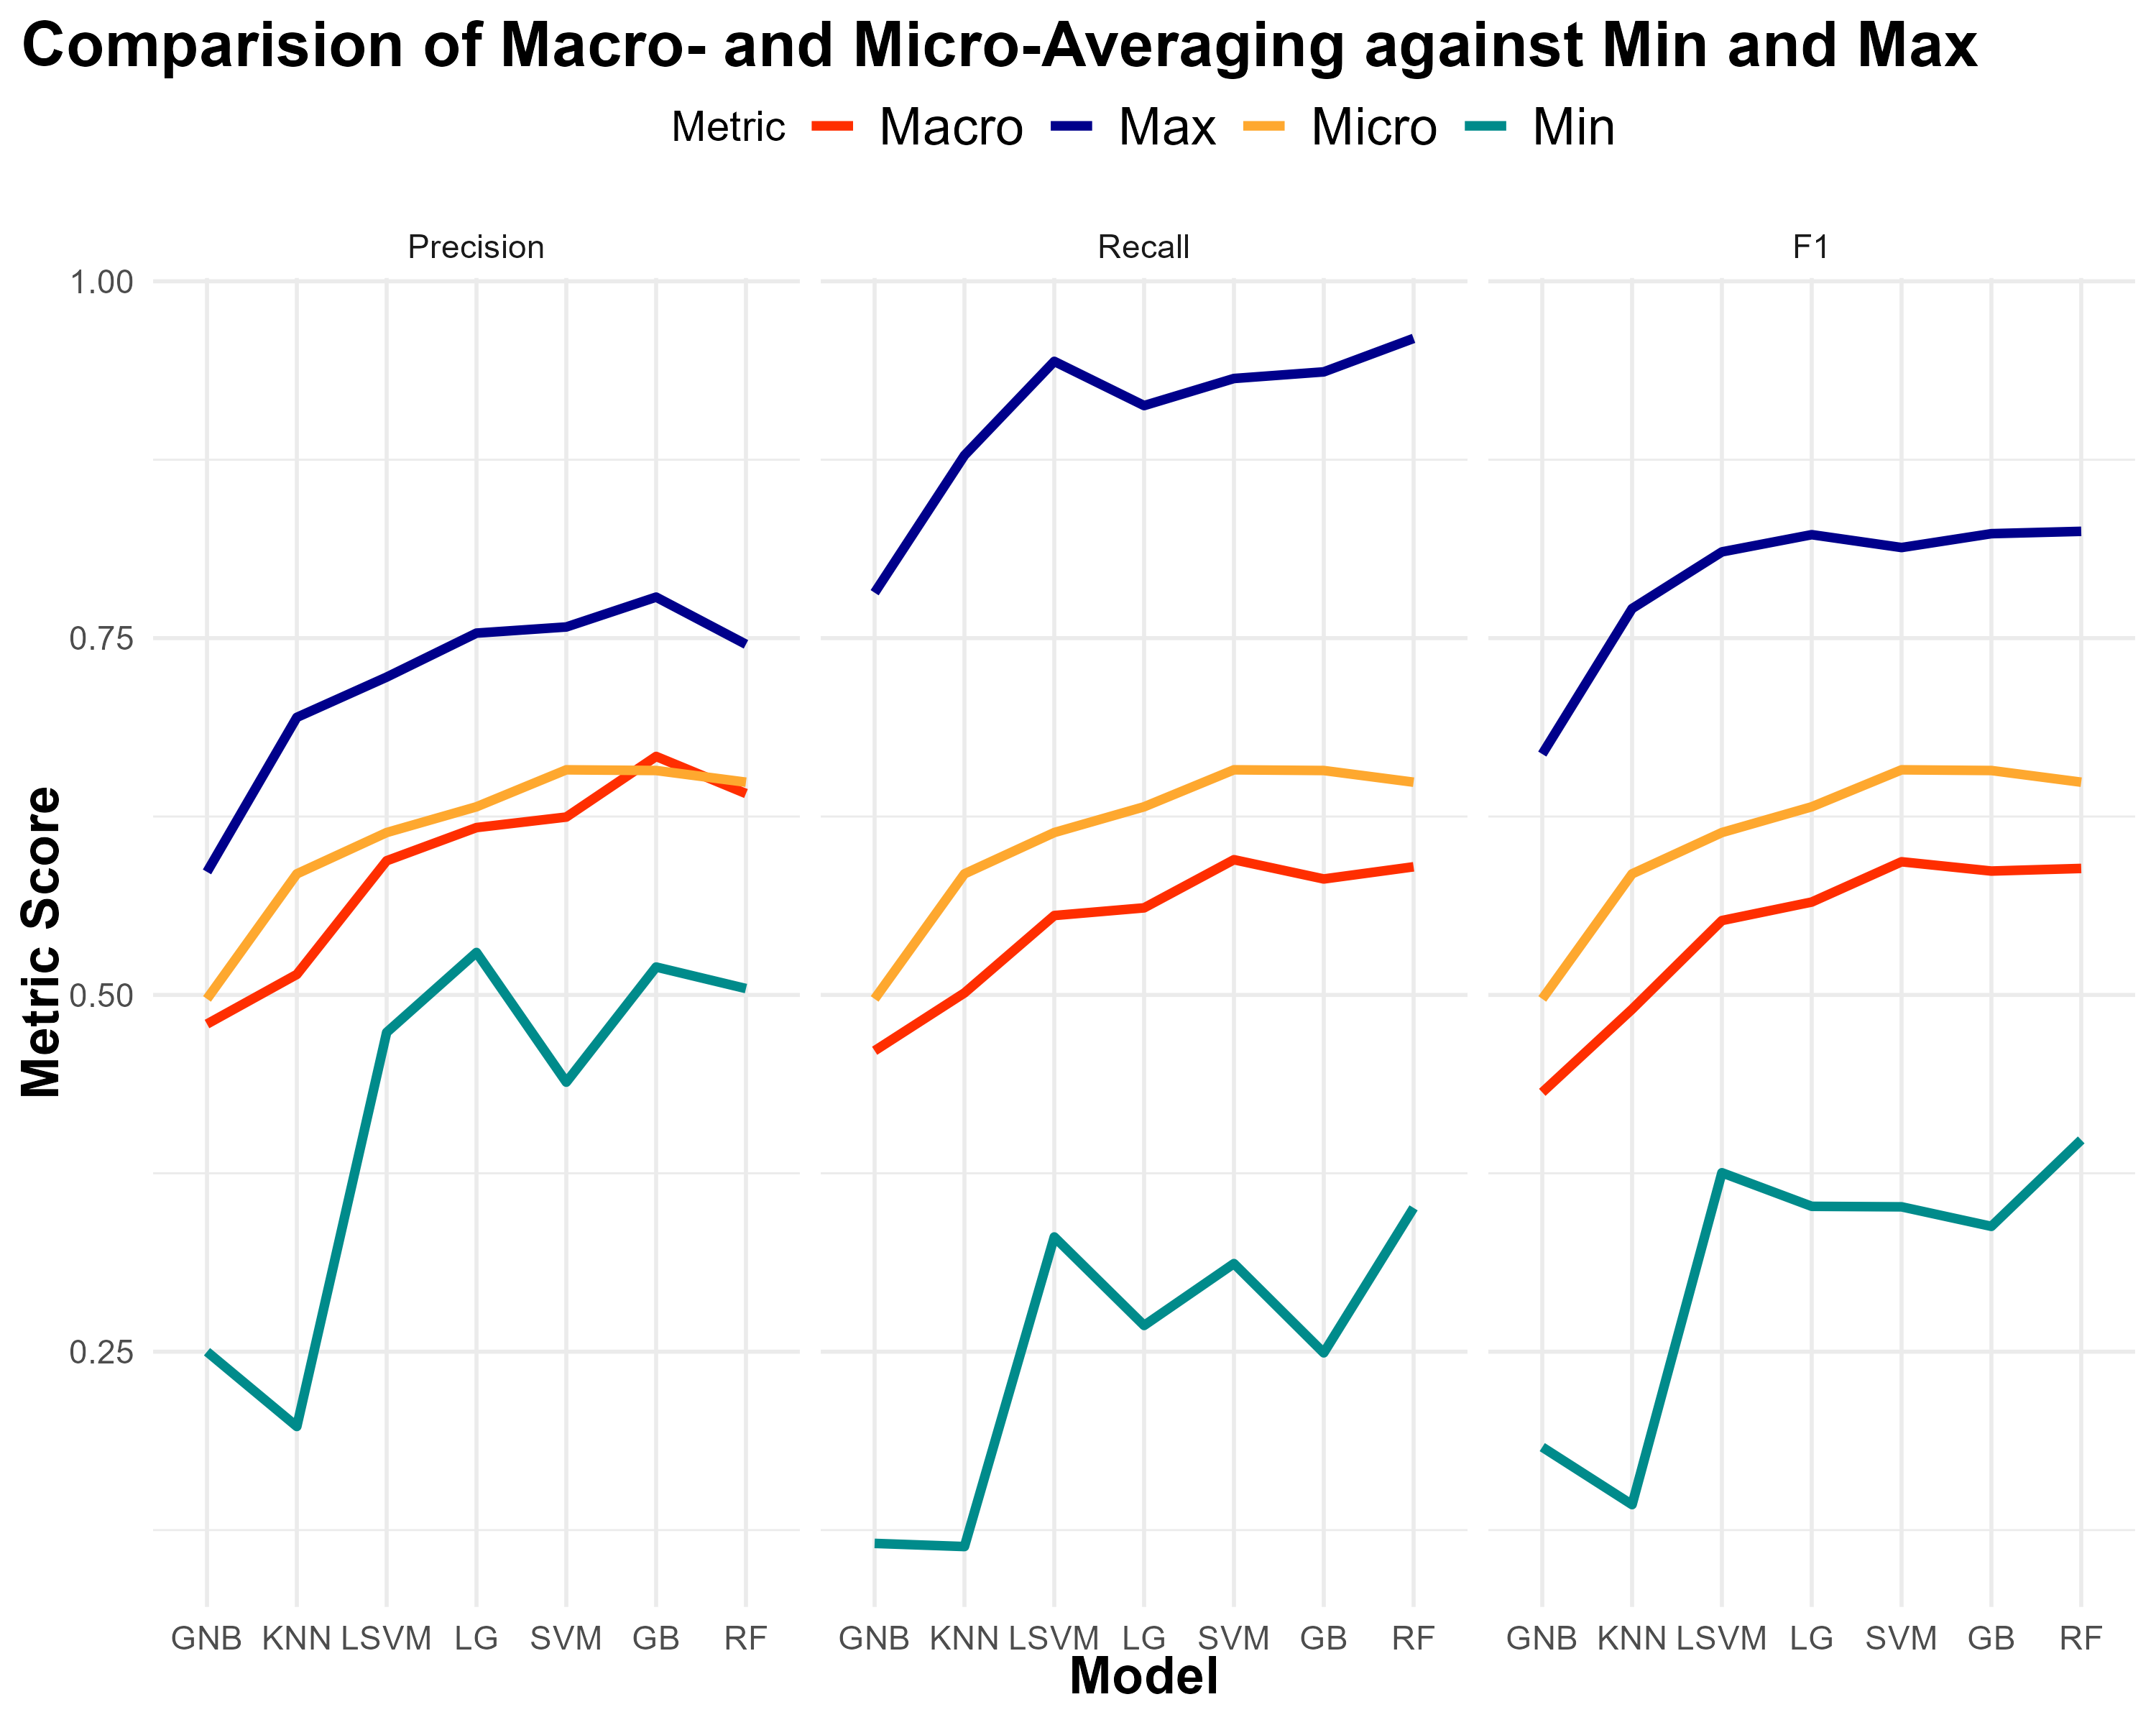 Comparision of Macro- and Micro-Averaging against Min and Max
Metric Macro Max Micro Min
Precision Recall F1
1.00
0.75
0.50
0.25
Metric Score
GNB KNN LSVM LG SVM GB RF GNB KNN LSVM LG SVM GB RF GNB KNN LSVM LG SVM GB RF
Model